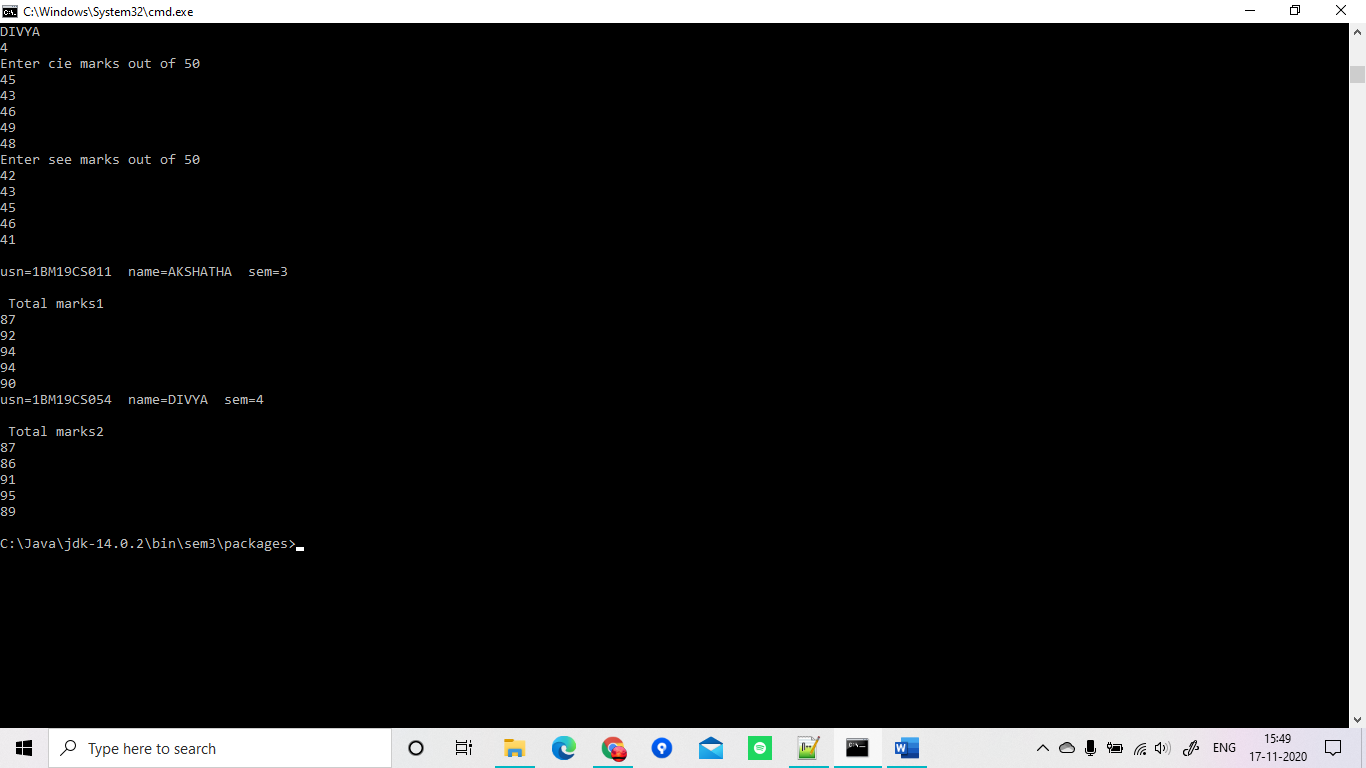 C:\Windows\System32\cmd.exe
DIVYA
4
Enter cie marks out of 50
45
43
46
49
48
Enter see marks out of 50
42
43
45
46
41
usn=1BM19CS011  name=AKSHATHA  sem=3
Total marks1
87
92
94
94
90
usn=1BM19CS054  name=DIVYA  sem=4
Total marks2
87
86
91
95
89
C:\Java\jdk-14.0.2\bin\sem3\packages>
Type here to search
ENG
15:49
17-11-2020